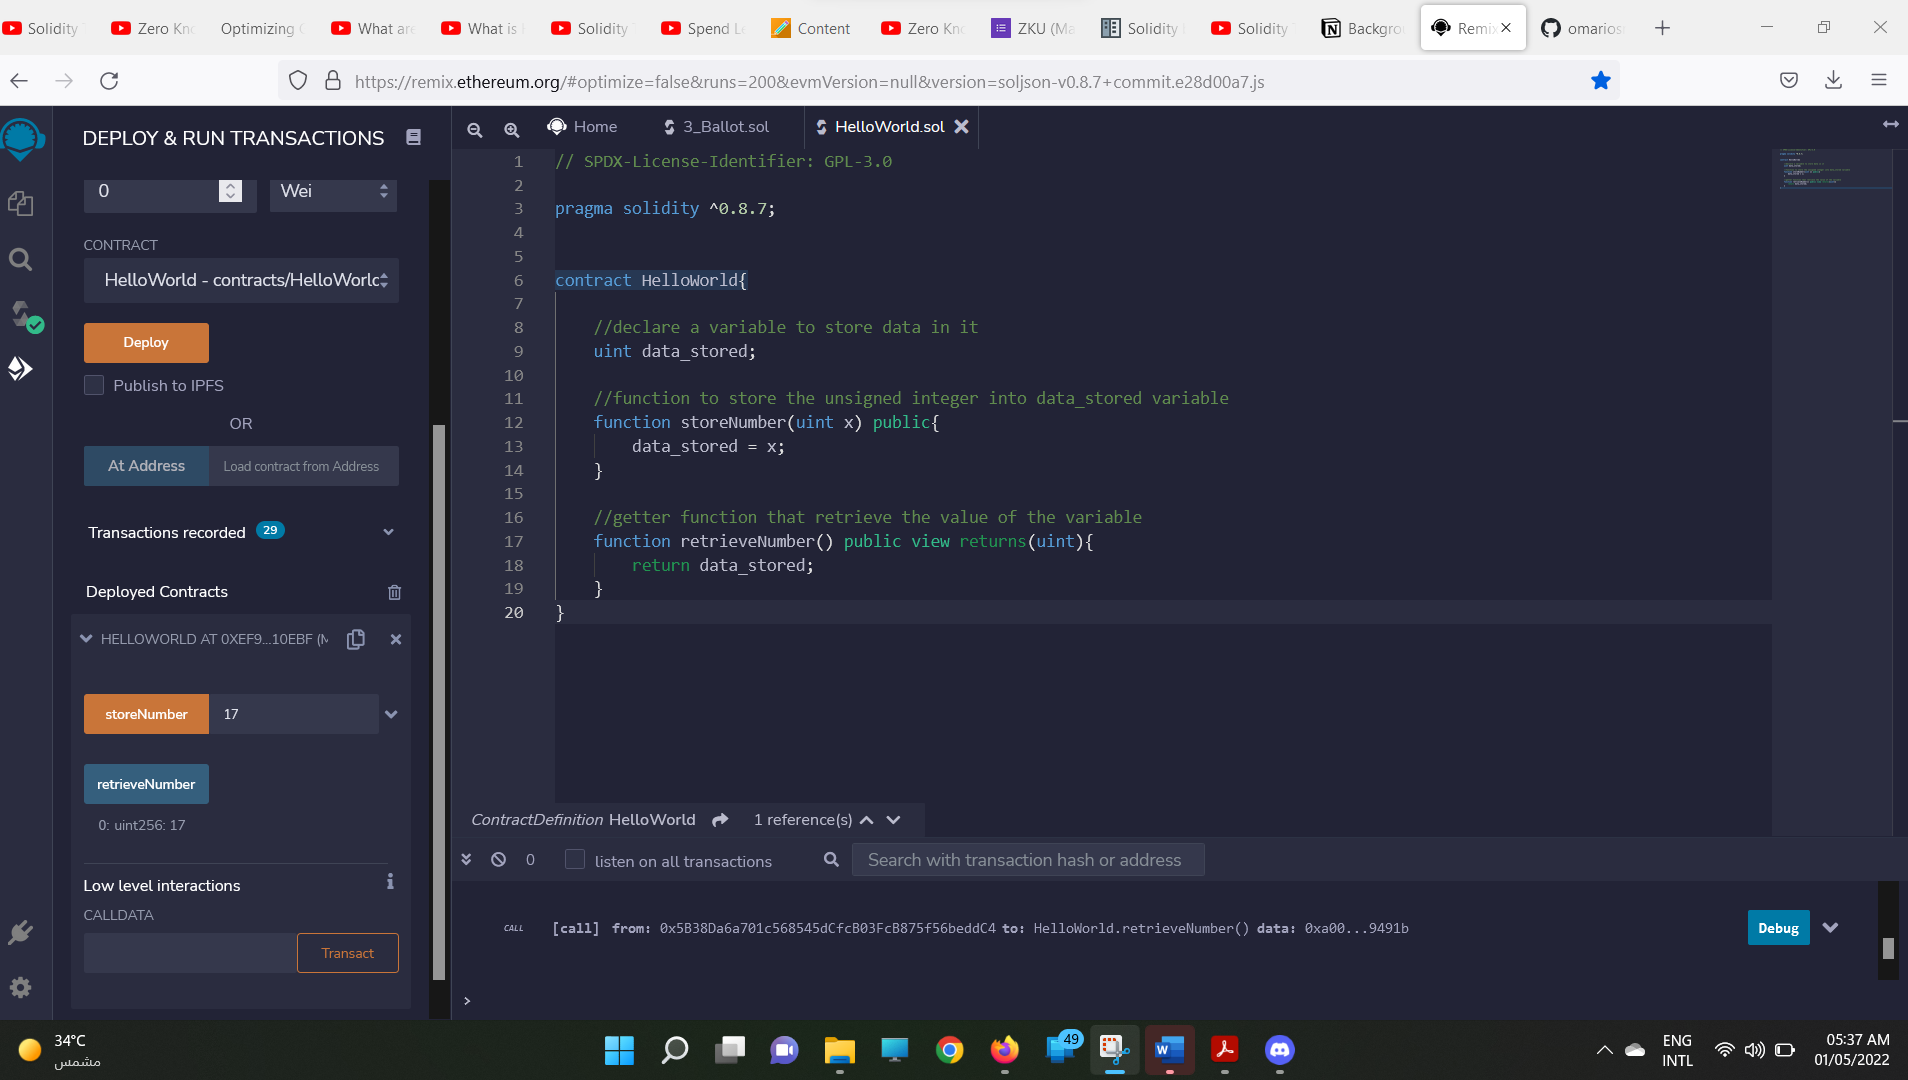 Solidity
Zero Kno
Optimizing
What are
What is
Solidity
Spend L
Content
Zero Kno
ZKU (Ma
Solidity
Solidity
Backgro
Remix
omarios
https://remix.ethereum.org/#optimize=false&runs=200&evmVersion=null&version=soljson-v0.8.7+commit.e28d00a7.js
DEPLOY & RUN TRANSACTIONS
0
Wei
CONTRACT
HelloWorld - contracts/HelloWorld
Deploy
Publish to IPFS
OR
At Address
Load contract from Address
Transactions recorded 29
Deployed Contracts
HELLOWORLD AT 0XEF9...10EBF (M
storeNumber
17
retrieveNumber
0: uint256: 17
Low level interactions
i
CALLDATA
Transact
Home
3_Ballot.sol
HelloWorld.sol
1 // SPDX-License-Identifier: GPL-3.0
2
3 pragma solidity ^0.8.7;
4
5
6 contract HelloWorld{
7
8 //declare a variable to store data in it
9 uint data_stored;
10
11 //function to store the unsigned integer into data_stored variable
12 function storeNumber(uint x) public{
13 data_stored = x;
14 }
15
16 //getter function that retrieve the value of the variable
17 function retrieveNumber() public view returns(uint){
18 return data_stored;
19 }
20 }
ContractDefinition HelloWorld
1 reference(s)
0
listen on all transactions
Search with transaction hash or address
CALL
[call] from: 0x5B38Da6a701c568545dCfcB03FcB875f56beddC4 to: HelloWorld.retrieveNumber() data: 0xa00...9491b
Debug
>
34°C
مشمس
49
ENG
INTL
05:37 AM
01/05/2022